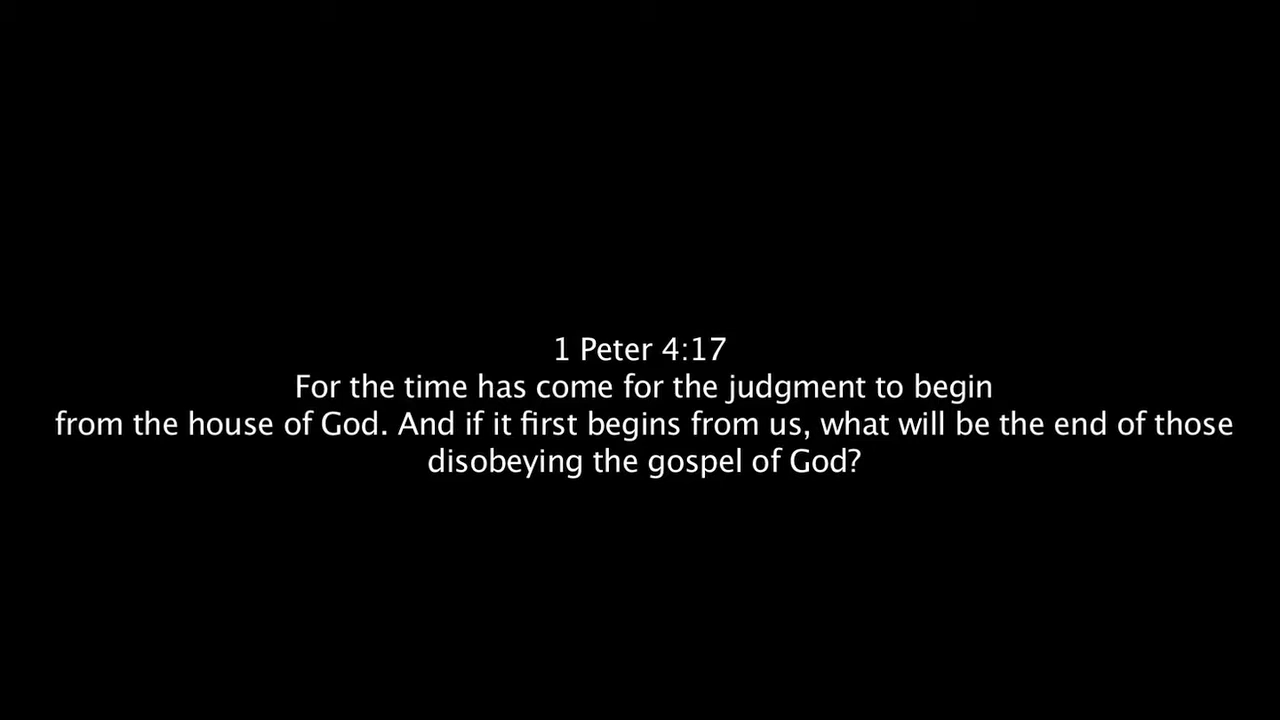 1 Peter 4:17
For the time has come for the judgment to begin
from the house of God. And if it first begins from us, what will be the end of those
disobeying the gospel of God?